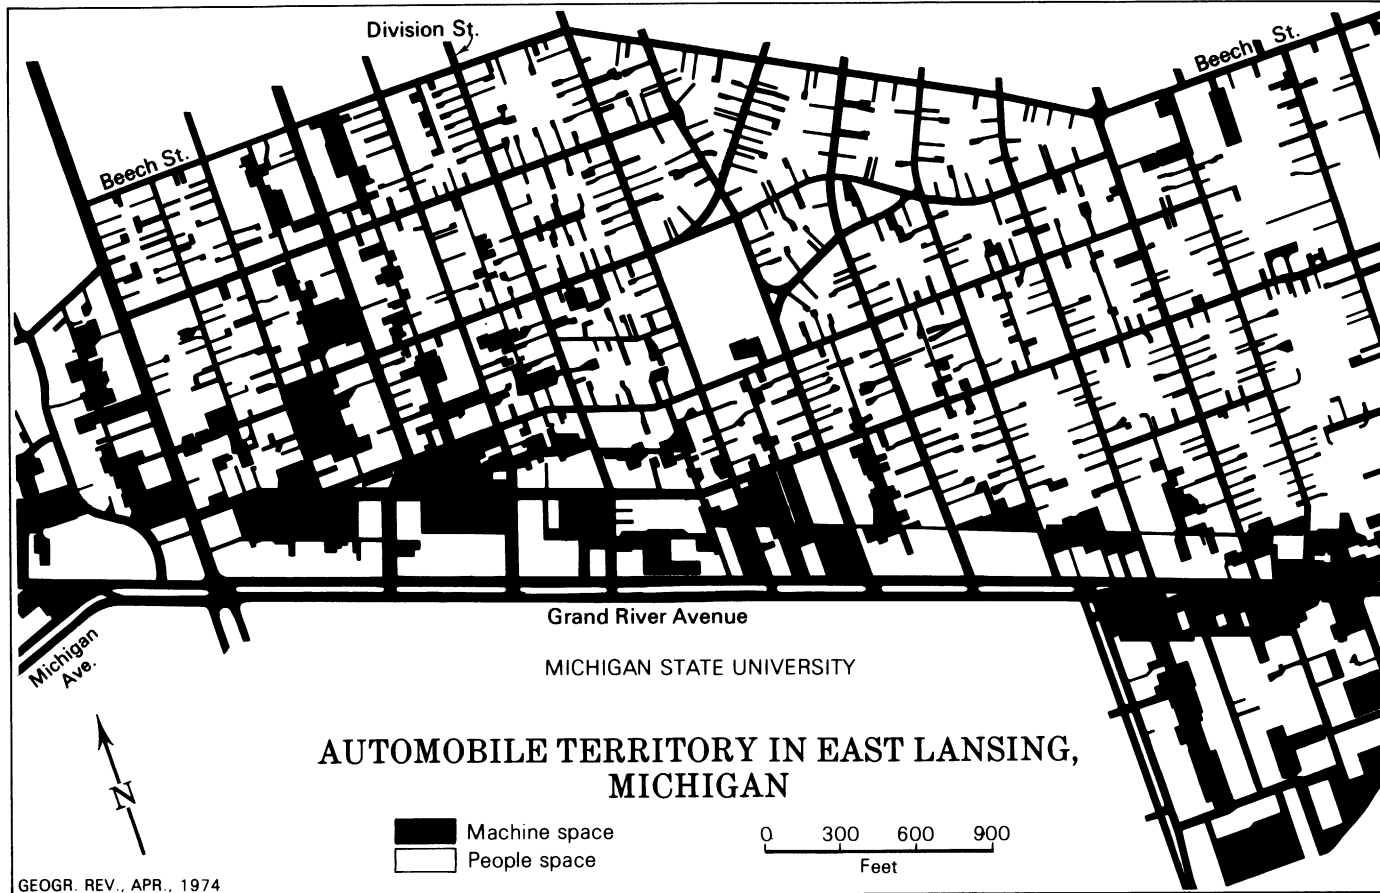 Division St.
Beech St.
Beech St.
Grand River Avenue
Michigan
Ave.
MICHIGAN STATE UNIVERSITY
AUTOMOBILE TERRITORY IN EAST LANSING,
MICHIGAN
N
Machine space
People space
0 300 600 900
Feet
GEOGR. REV., APR., 1974